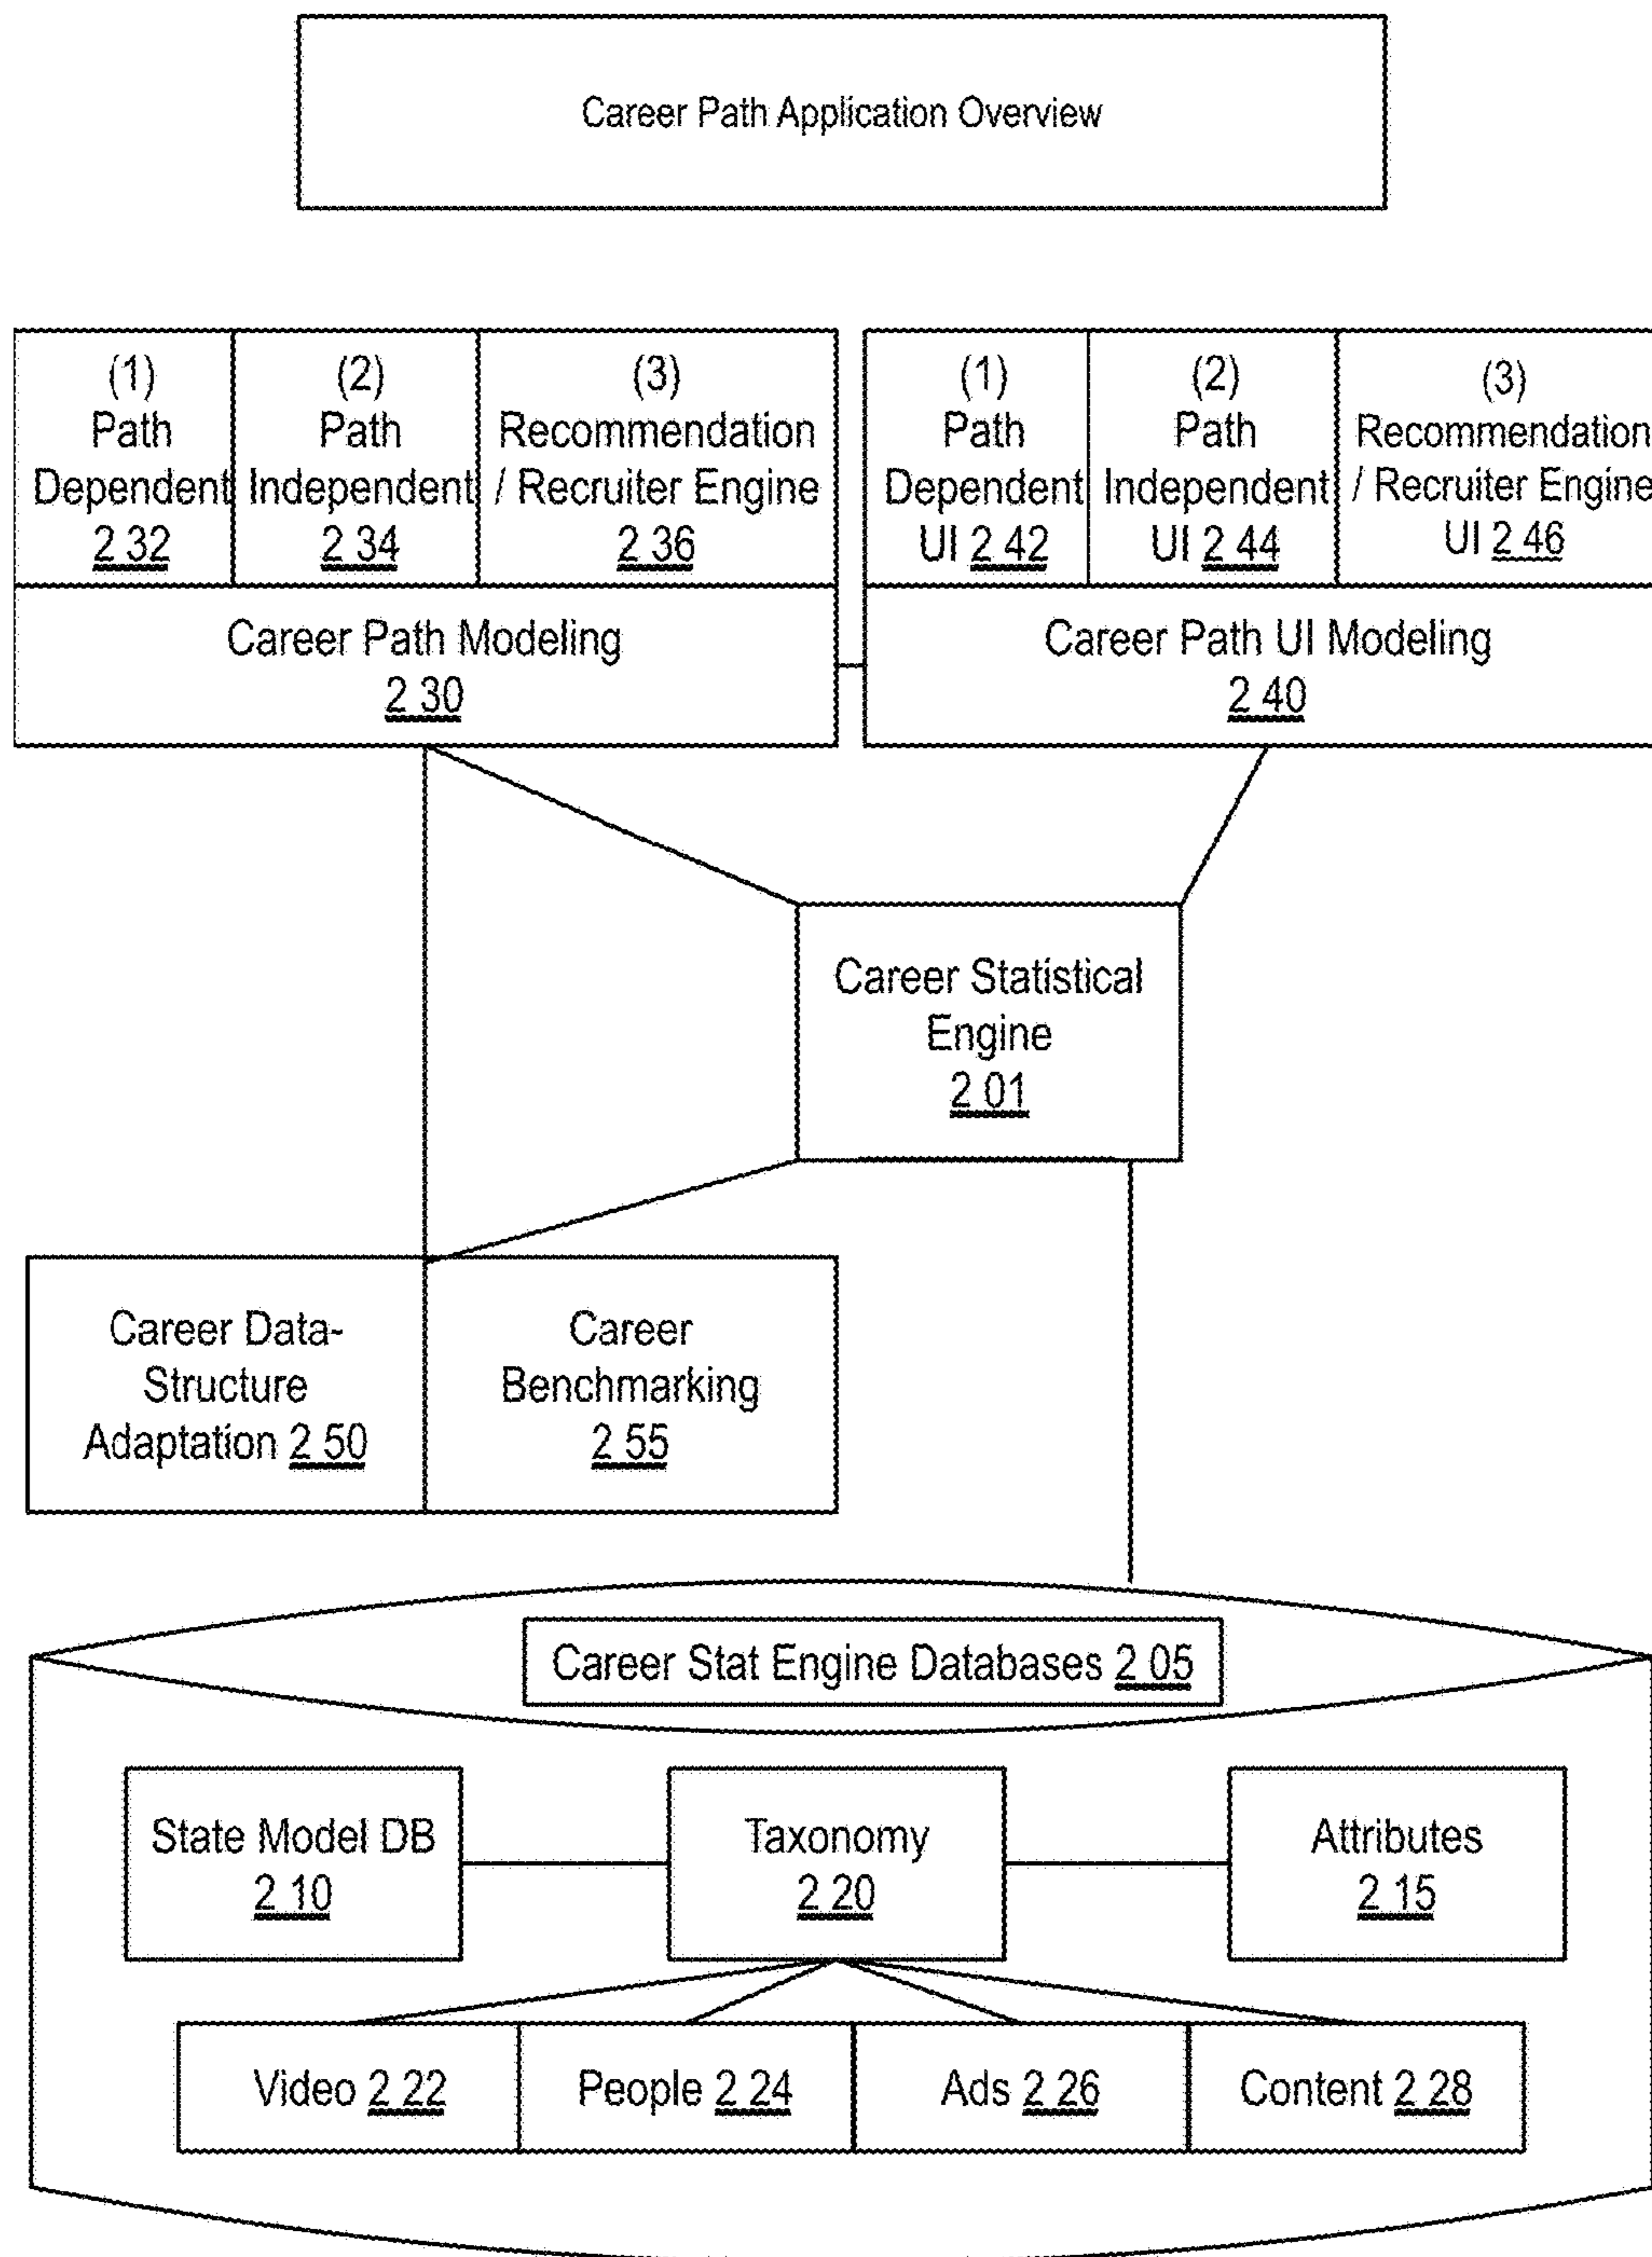 Career Path Application Overview
(1)
Path
Dependent
2 32
(2)
Path
Independent
2 34
(3)
Recommendation
/ Recruiter Engine
2 36
Career Path Modeling
2 30
(1)
Path
Dependent
UI 2 42
(2)
Path
Independent
UI 2 44
(3)
Recommendation
/ Recruiter Engine
UI 2 46
Career Path UI Modeling
2 40
Career Statistical
Engine
2 01
Career Data-
Structure
Adaptation 2 50
Career
Benchmarking
2 55
Career Stat Engine Databases 2 05
State Model DB
2 10
Taxonomy
2 20
Attributes
2 15
Video 2 22
People 2 24
Ads 2 26
Content 2 28